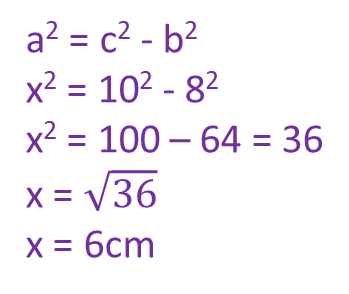 a² = c² - b²
x² = 10² - 8²
x² = 100 – 64 = 36
x = √36
x = 6cm